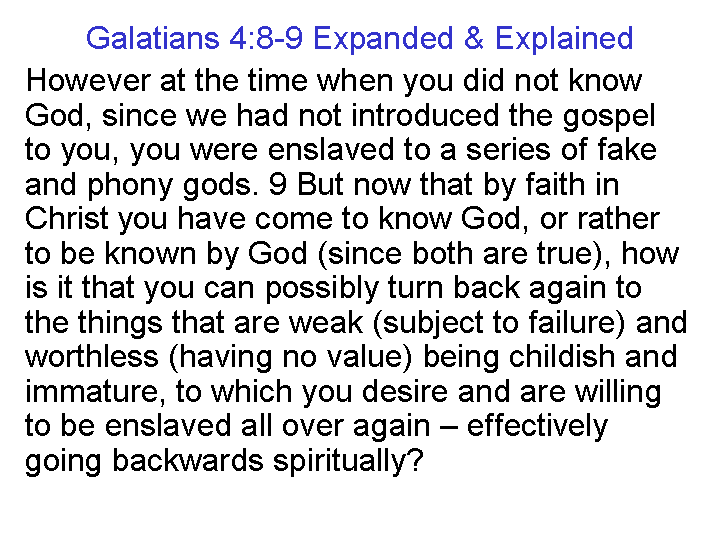 Galatians 4:8-9 Expanded & Explained
However at the time when you did not know
God, since we had not introduced the gospel
to you, you were enslaved to a series of fake
and phony gods. 9 But now that by faith in
Christ you have come to know God, or rather
to be known by God (since both are true), how
is it that you can possibly turn back again to
the things that are weak (subject to failure) and
worthless (having no value) being childish and
immature, to which you desire and are willing
to be enslaved all over again – effectively
going backwards spiritually?